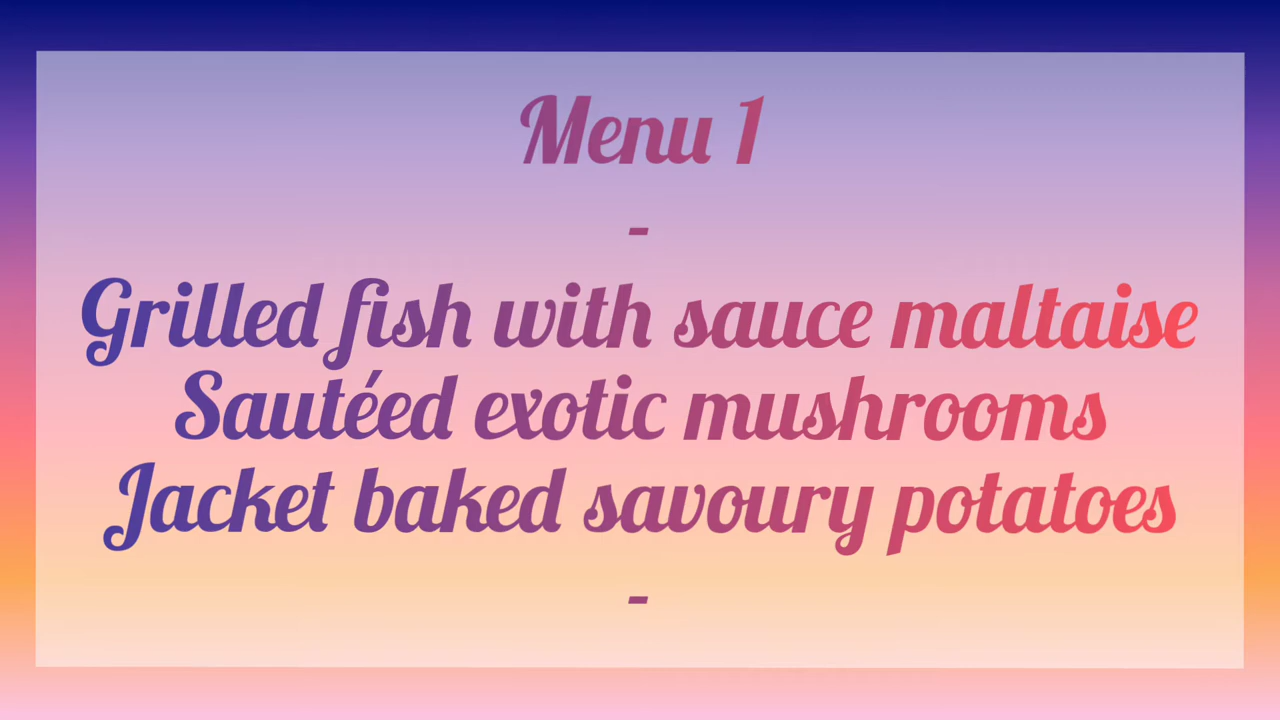 Menu 1
-
Grilled fish with sauce maltaise
Sautéed exotic mushrooms
Jacket baked savoury potatoes
-